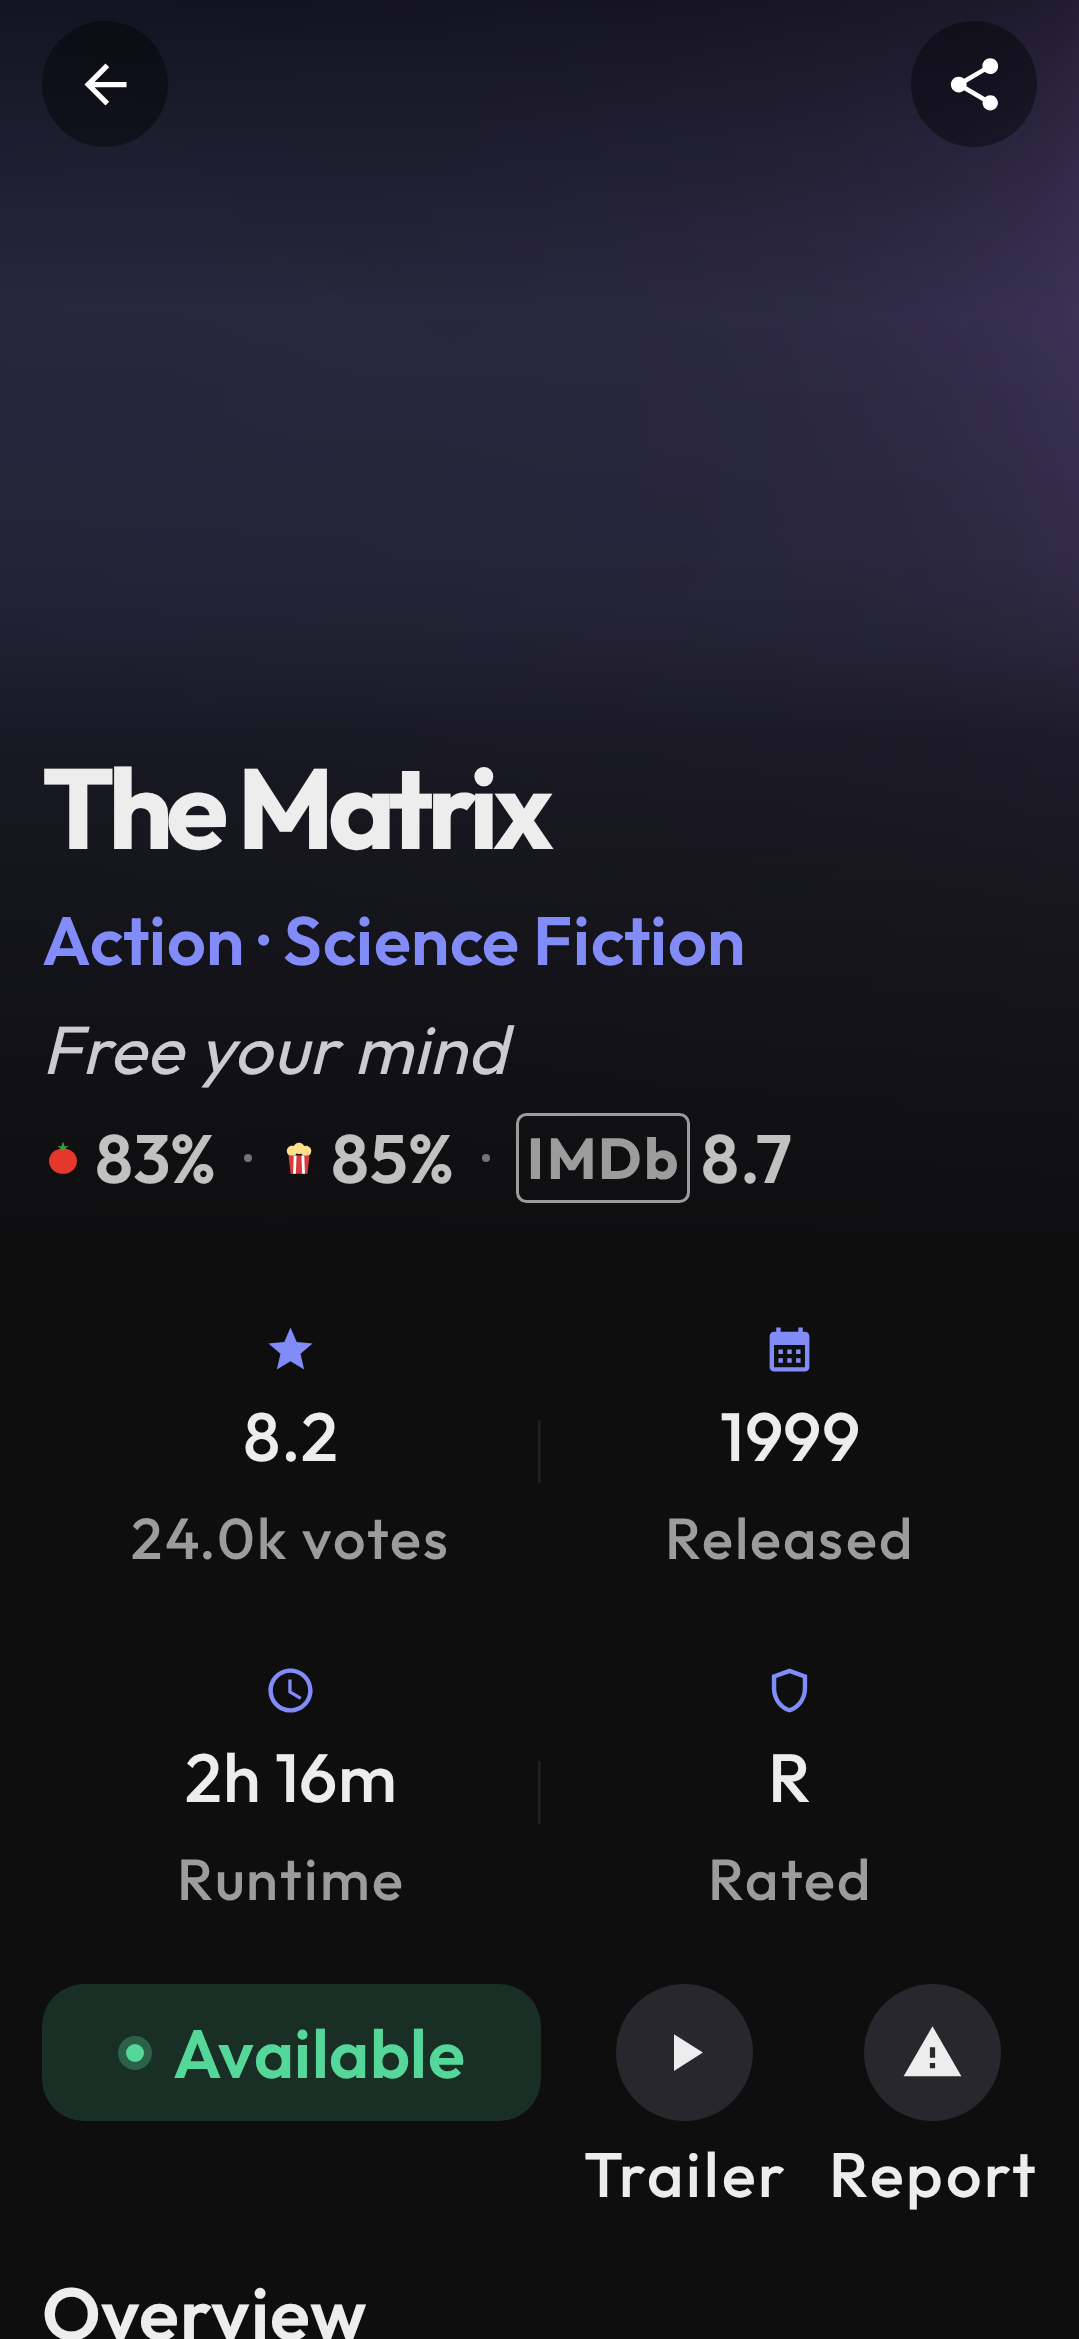 The Matrix
Action · Science Fiction
Free your mind
83% · 85% · IMDb 8.7
8.2
24.0k votes
1999
Released
2h 16m
Runtime
R
Rated
Available
Trailer
Report
Overview